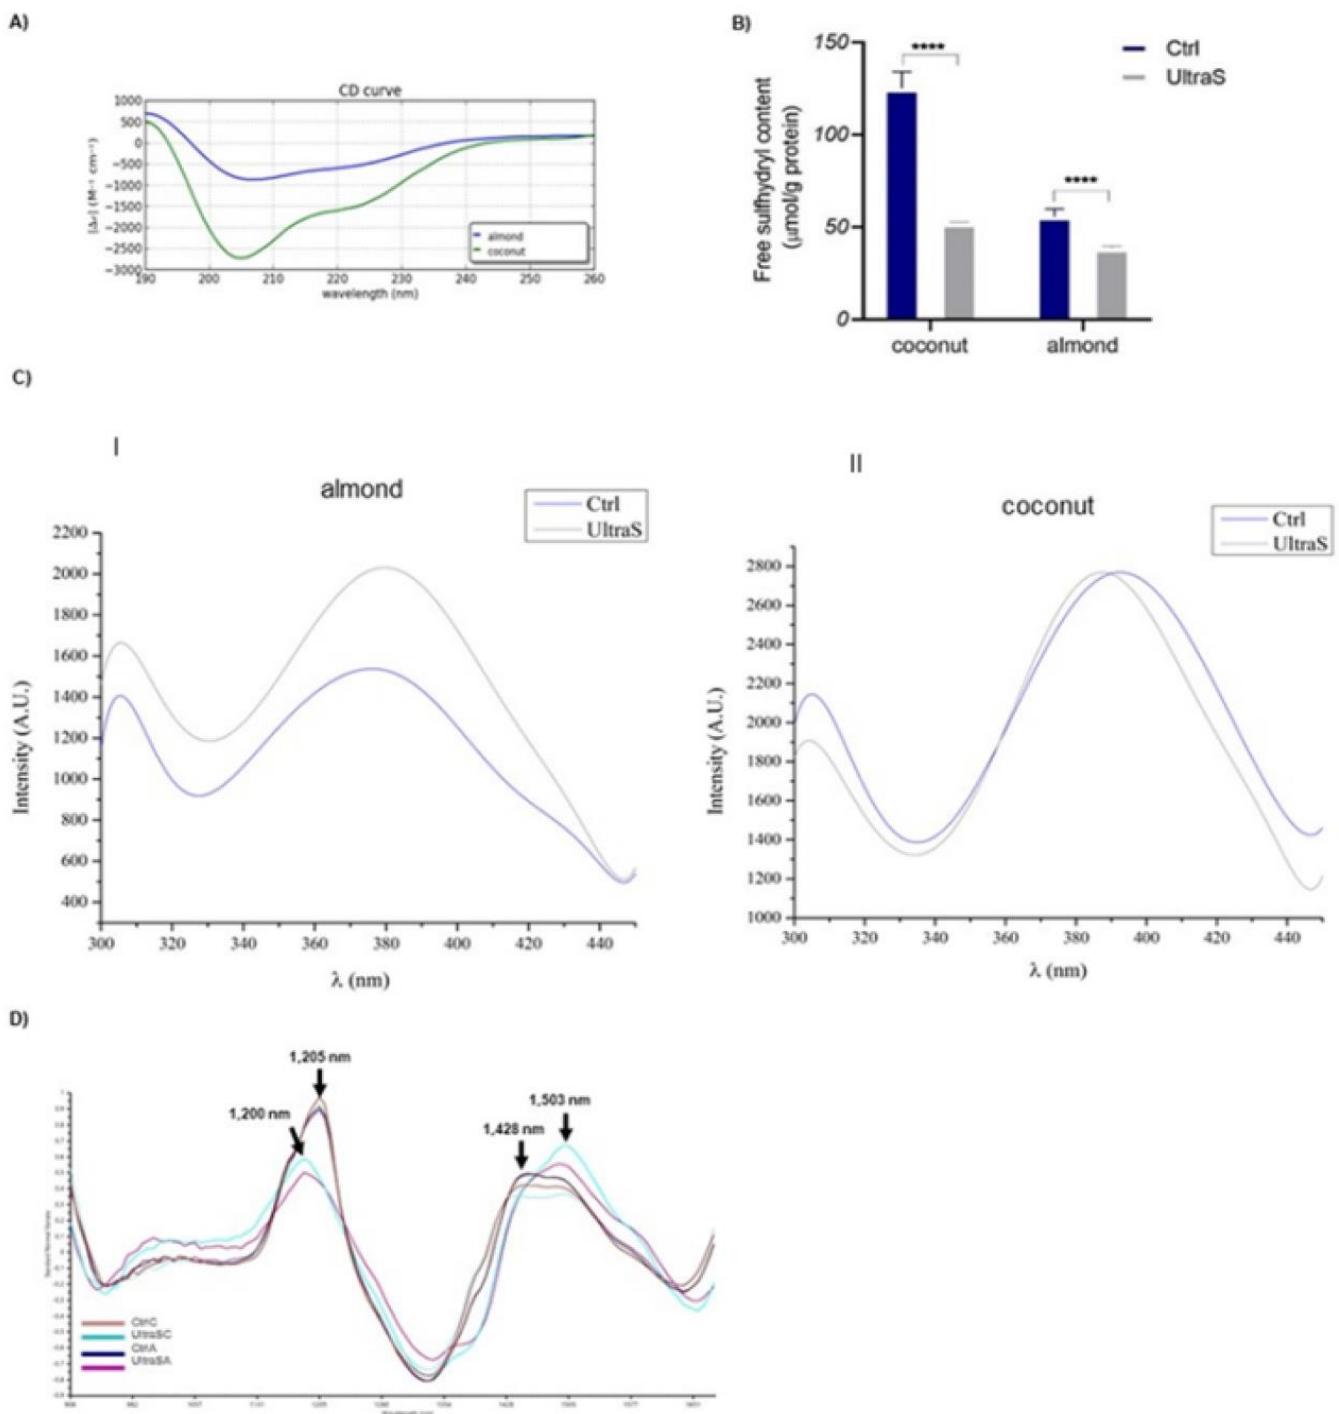 A)
CD curve
1000
500
0
−500
−1000
−1500
−2000
−2500
−3000
almond
coconut
190 200 210 220 230 240 250 260
wavelength (nm)
B)
150
100
50
0
Free sulfhydryl content
(μmol/g protein)
**** ****
Ctrl
UltraS
coconut almond
C)
I
almond
Ctrl
UltraS
2200
2000
1800
1600
1400
1200
1000
800
600
400
Intensity (A.U.)
300 320 340 360 380 400 420 440
λ (nm)
II
coconut
Ctrl
UltraS
2800
2600
2400
2200
2000
1800
1600
1400
1200
1000
Intensity (A.U.)
300 320 340 360 380 400 420 440
λ (nm)
D)
1,205 nm
1,200 nm
1,503 nm
1,428 nm
CtrlC
UltraSC
CtrlA
UltraSA